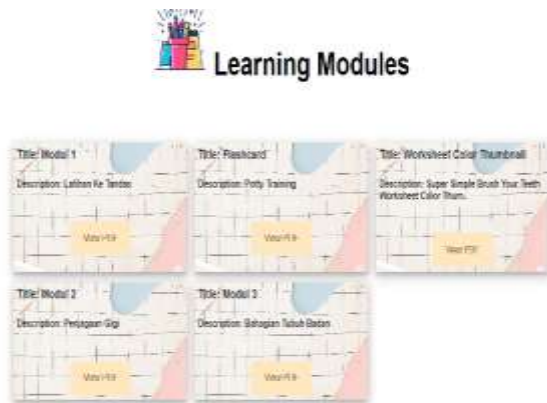 Learning Modules
Title: Modul 1
Description: Latihan Ke Tandas
View PDF
Title: Flashcard
Description: Potty Training
View PDF
Title: Worksheet Color Thumbnail
Description: Super Simple Brush Your Teeth
Worksheet Color Thum.
View PDF
Title: Modul 2
Description: Penjagaan Gigi
View PDF
Title: Modul 3
Description: Bahagian Tubuh Badan
View PDF